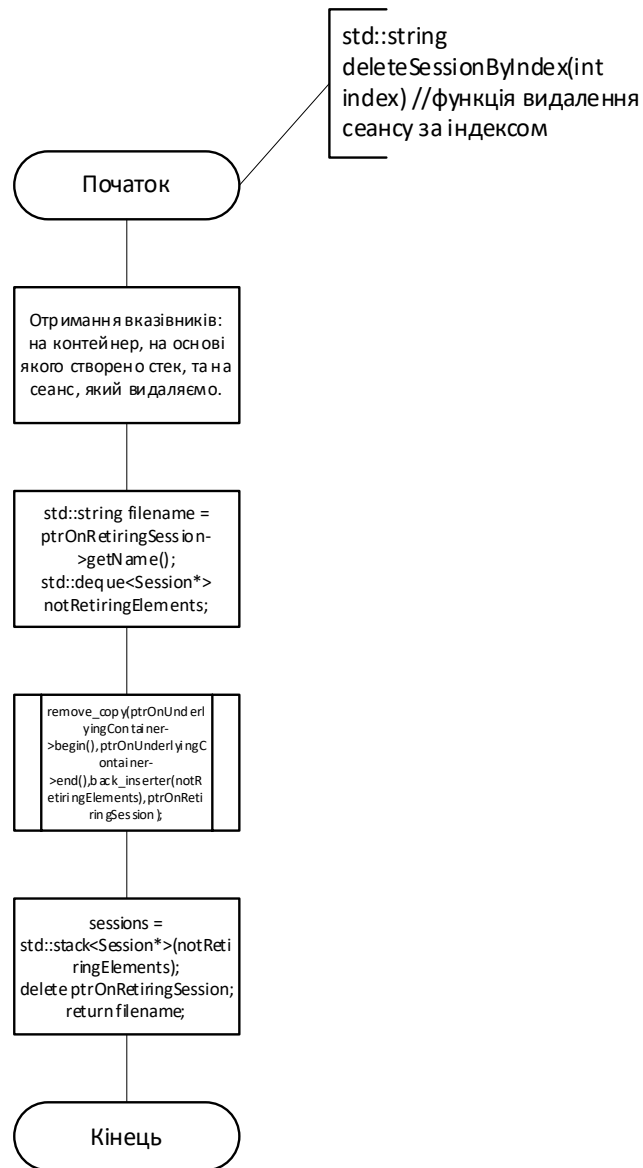 std::string
deleteSessionByIndex(int
index) //функція видалення
сеансу за індексом
Початок
Отримання вказівників:
на контейнер, на основі
якого створено стек, та на
сеанс, який видаляємо.
std::string filename =
ptrOnRetiringSession-
>getName();
std::deque<Session*>
notRetiringElements;
remove_copy(ptrOnUnderl
yingContainer-
>begin(),ptrOnUnderlyingC
ontainer-
>end(),back_inserter(notR
etiringElements),ptrOnReti
ringSession);
sessions =
std::stack<Session*>(notReti
ringElements);
delete ptrOnRetiringSession;
return filename;
Кінець